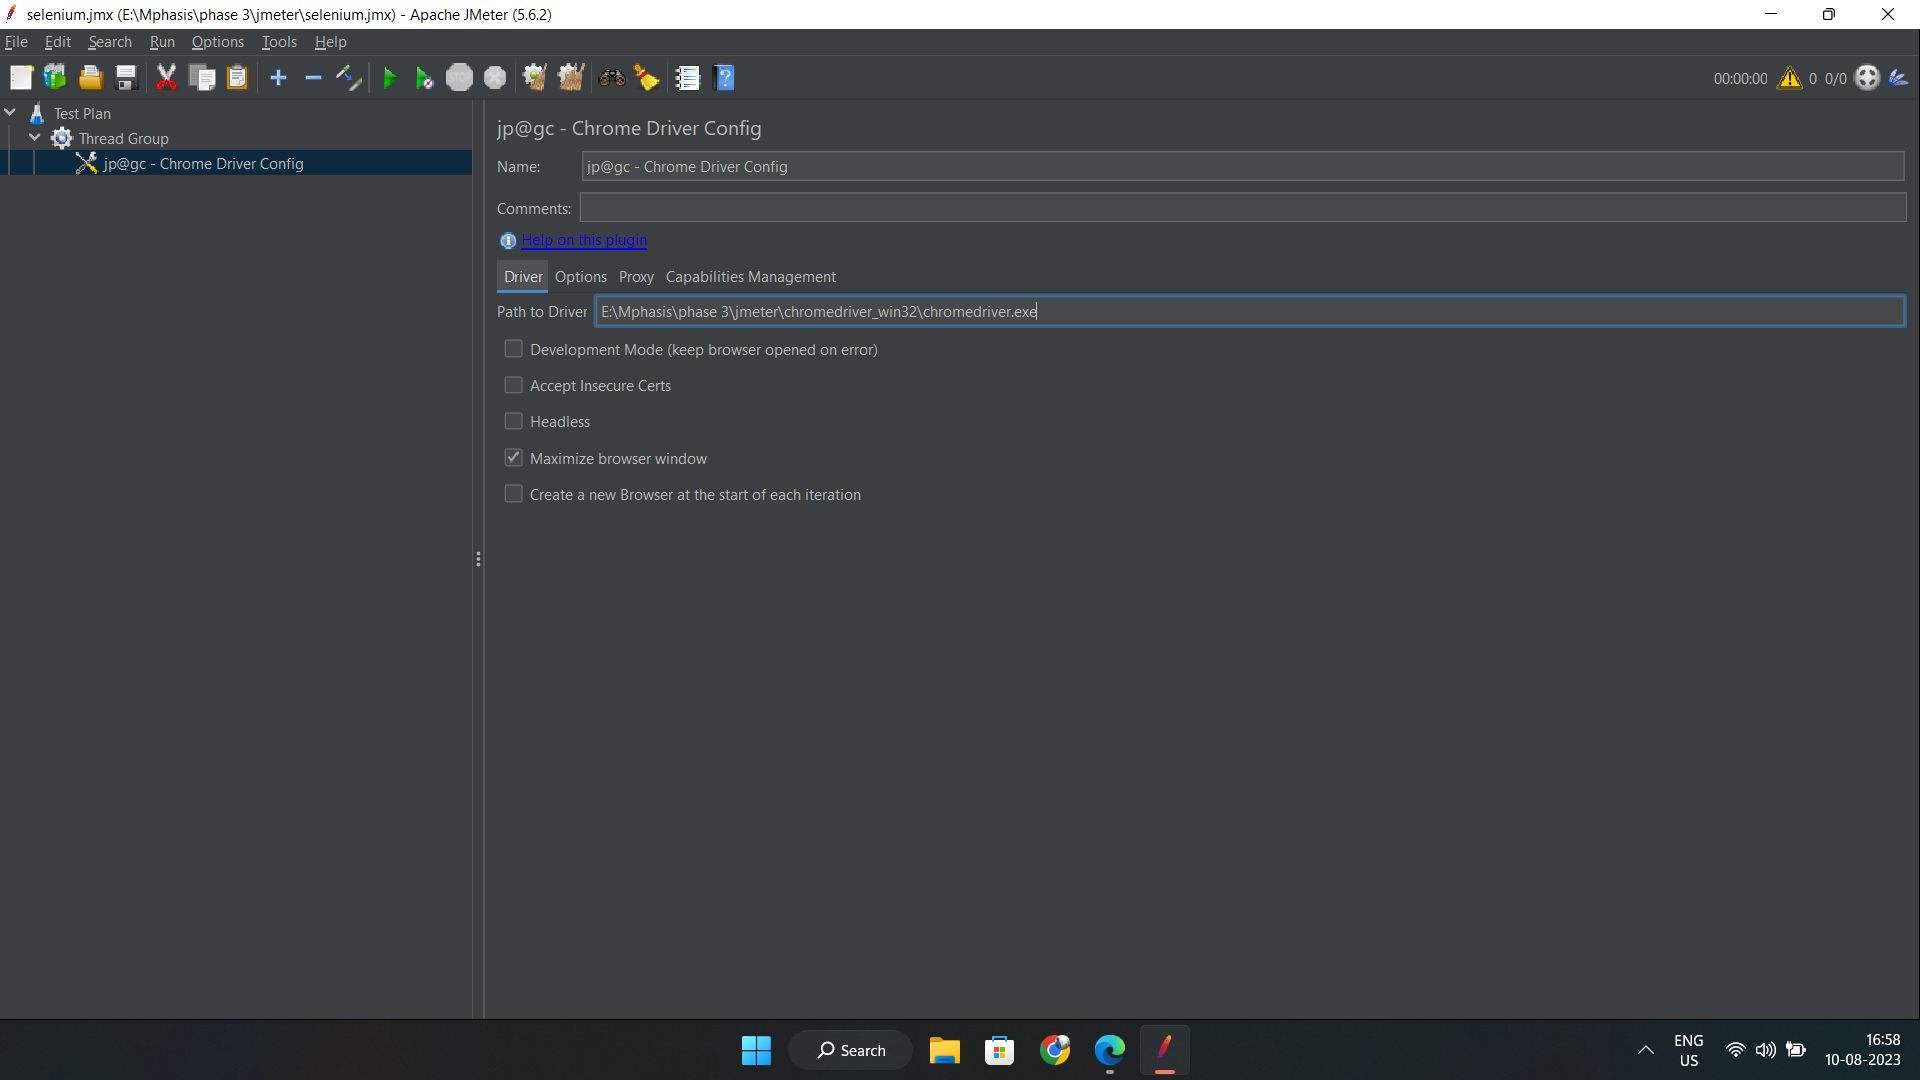 selenium.jmx (E:\Mphasis\phase 3\jmeter\selenium.jmx) - Apache JMeter (5.6.2)
File Edit Search Run Options Tools Help
STOP
00:00:00 0 0/0
Test Plan
Thread Group
jp@gc - Chrome Driver Config
jp@gc - Chrome Driver Config
Name: jp@gc - Chrome Driver Config
Comments:
Help on this plugin
Driver Options Proxy Capabilities Management
Path to Driver E:\Mphasis\phase 3\jmeter\chromedriver_win32\chromedriver.exe
Development Mode (keep browser opened on error)
Accept Insecure Certs
Headless
Maximize browser window
Create a new Browser at the start of each iteration
Search
ENG
US
16:58
10-08-2023